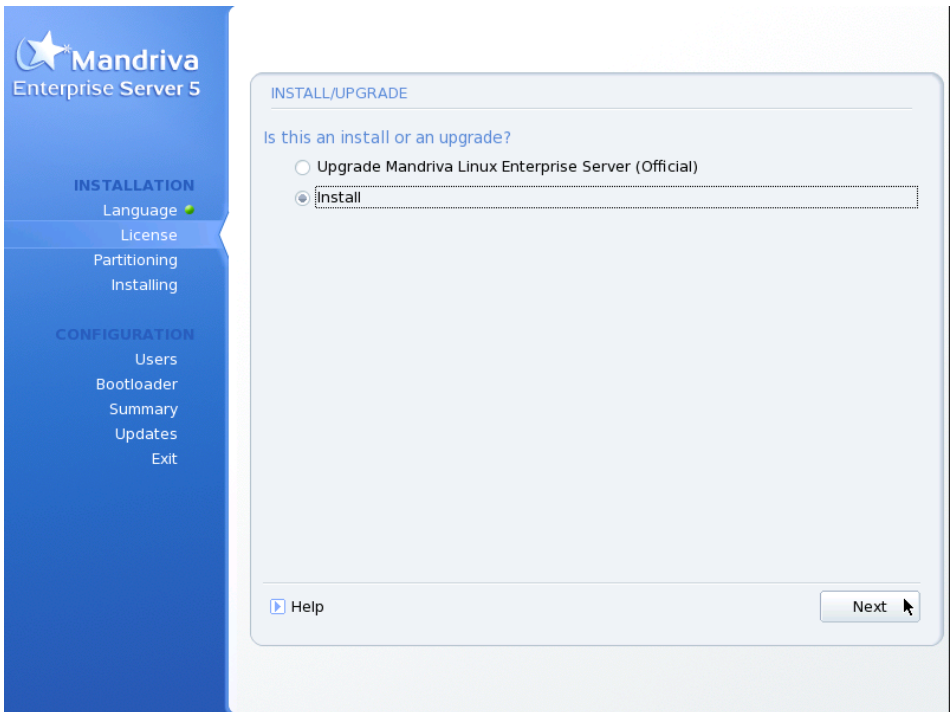 Mandriva
Enterprise Server 5
INSTALLATION
Language
License
Partitioning
Installing
CONFIGURATION
Users
Bootloader
Summary
Updates
Exit
INSTALL/UPGRADE
Is this an install or an upgrade?
Upgrade Mandriva Linux Enterprise Server (Official)
Install
Help
Next